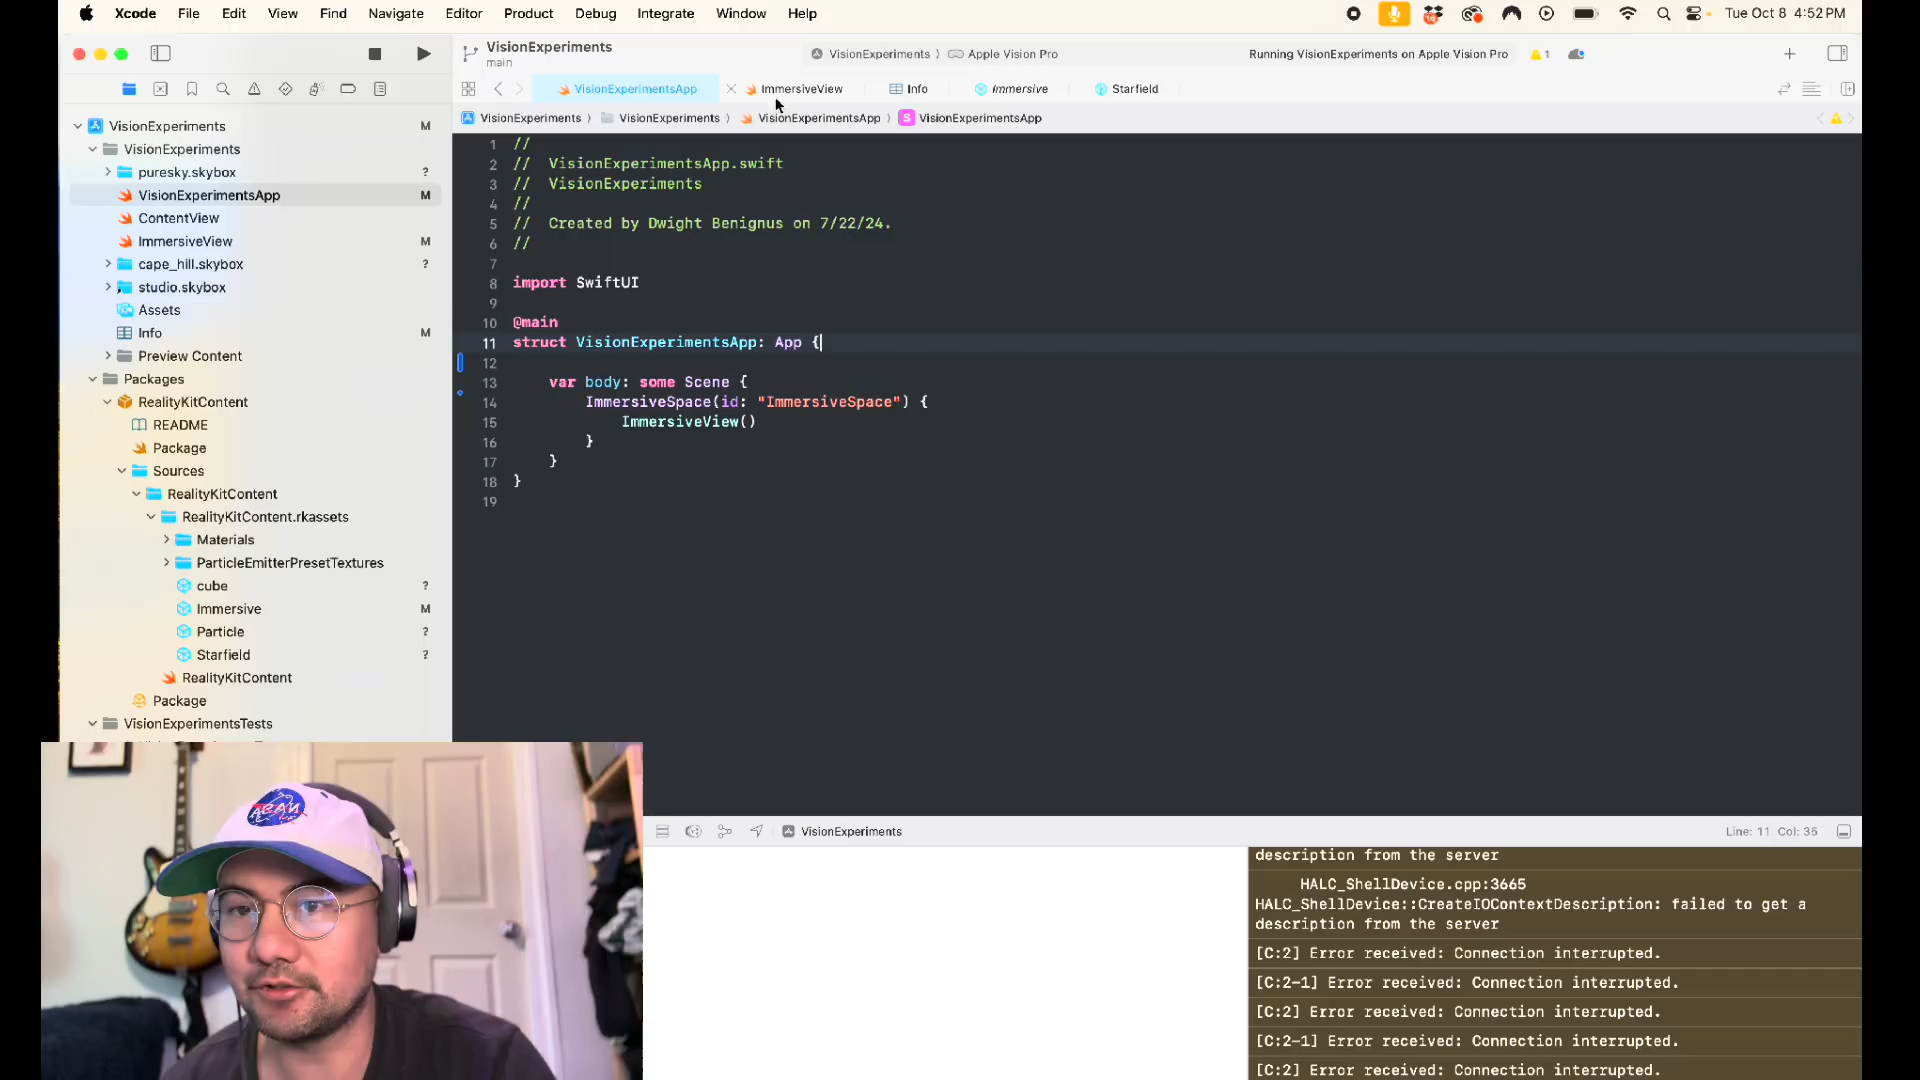 Xcode File Edit View Find Navigate Editor Product Debug Integrate Window Help
Tue Oct 8 4:52 PM
VisionExperiments
main
VisionExperiments 〉 Apple Vision Pro
Running VisionExperiments on Apple Vision Pro
1
VisionExperimentsApp
ImmersiveView
Info
Immersive
Starfield
VisionExperiments 〉 VisionExperiments 〉 VisionExperimentsApp 〉 S VisionExperimentsApp
VisionExperiments M
VisionExperiments
puresky.skybox ?
VisionExperimentsApp M
ContentView
ImmersiveView M
cape_hill.skybox ?
studio.skybox
Assets
Info M
Preview Content
Packages
RealityKitContent
README
Package
Sources
RealityKitContent
RealityKitContent.rkassets
Materials
ParticleEmitterPresetTextures
cube ?
Immersive M
Particle ?
Starfield ?
RealityKitContent
Package
VisionExperimentsTests
1 //
2 // VisionExperimentsApp.swift
3 // VisionExperiments
4 //
5 // Created by Dwight Benignus on 7/22/24.
6 //
7
8 import SwiftUI
9
10 @main
11 struct VisionExperimentsApp: App {
12
13 var body: some Scene {
14 ImmersiveSpace(id: "ImmersiveSpace") {
15 ImmersiveView()
16 }
17 }
18 }
19
VisionExperiments
Line: 11 Col: 36
description from the server
HALC_ShellDevice.cpp:3665
HALC_ShellDevice::CreateIOContextDescription: failed to get a
description from the server
[C:2] Error received: Connection interrupted.
[C:2-1] Error received: Connection interrupted.
[C:2] Error received: Connection interrupted.
[C:2-1] Error received: Connection interrupted.
[C:2] Error received: Connection interrupted.